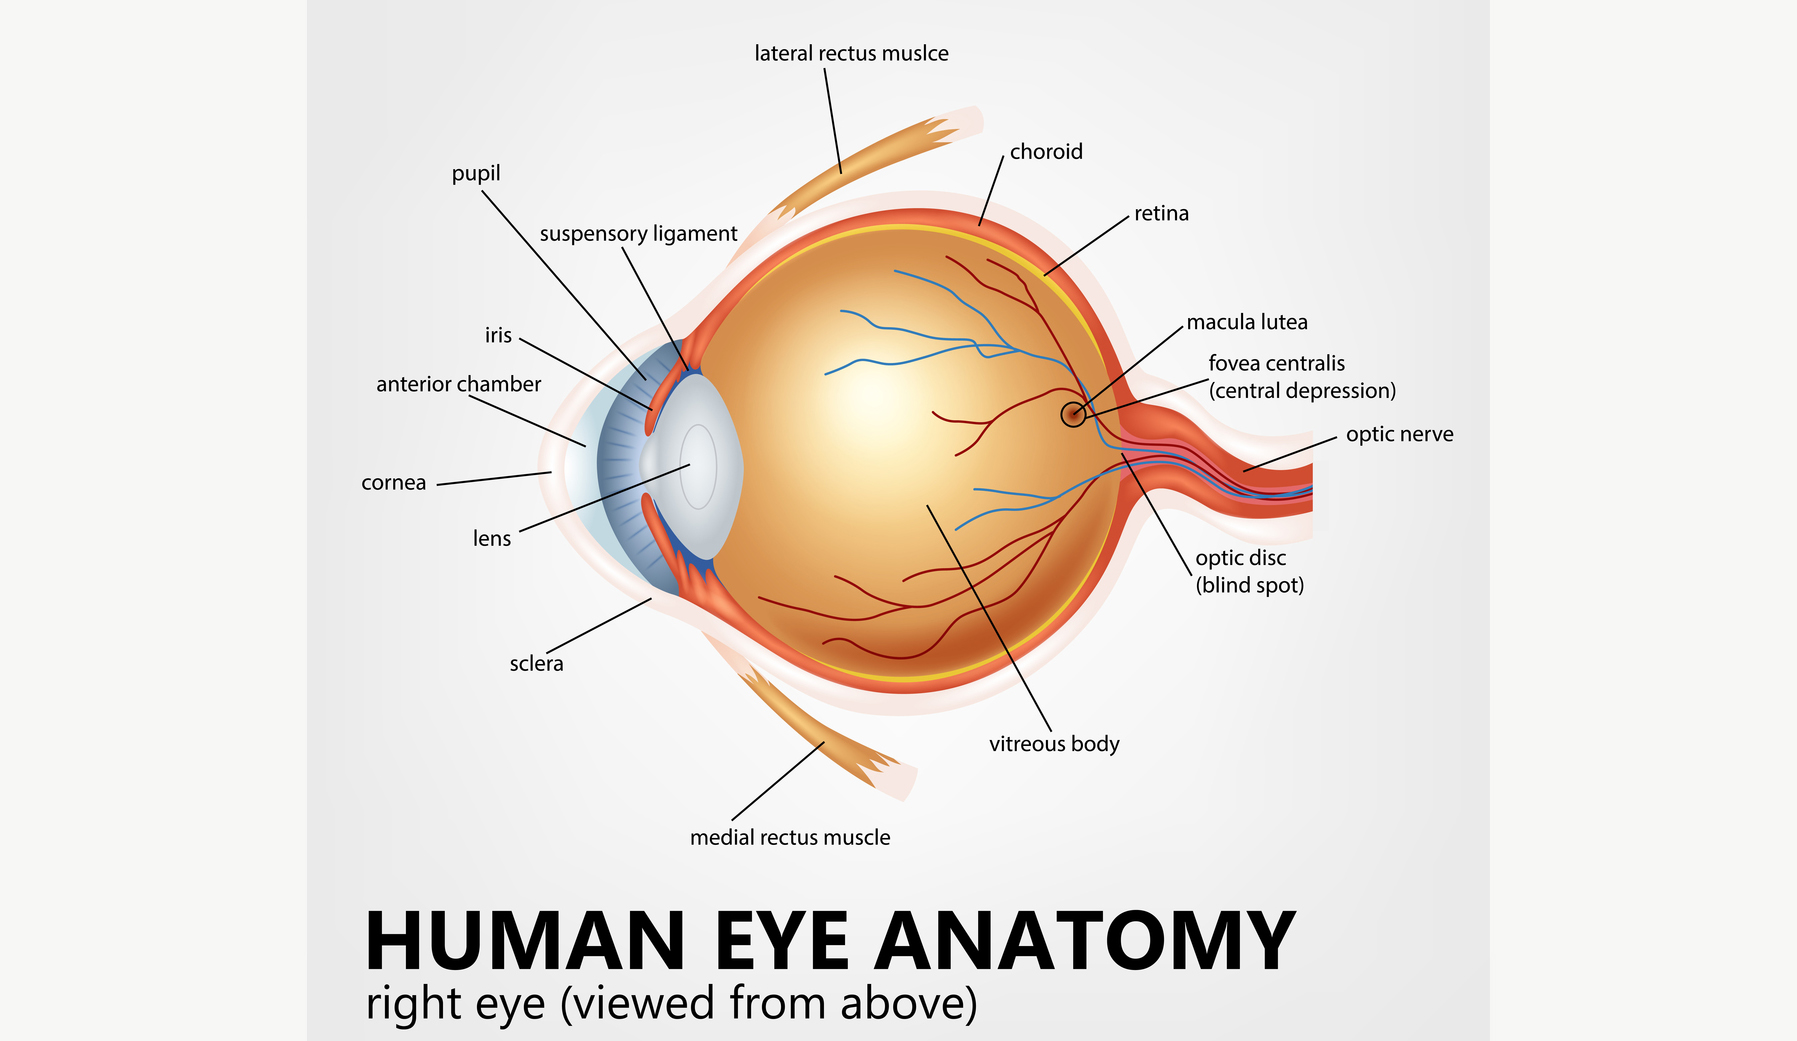 lateral rectus muslce
choroid
pupil
retina
suspensory ligament
macula lutea
iris
fovea centralis
(central depression)
anterior chamber
optic nerve
cornea
lens
optic disc
(blind spot)
sclera
vitreous body
medial rectus muscle
HUMAN EYE ANATOMY
right eye (viewed from above)